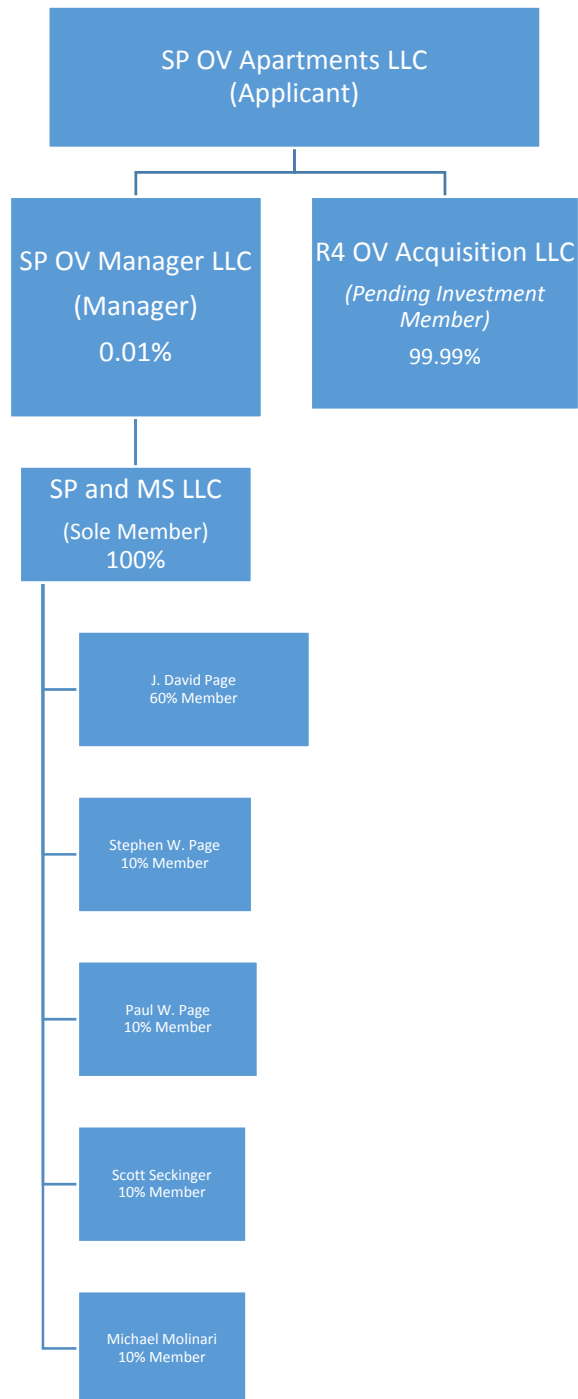 SP OV Apartments LLC
(Applicant)
SP OV Manager LLC
(Manager)
0.01%
R4 OV Acquisition LLC
(Pending Investment
Member)
99.99%
SP and MS LLC
(Sole Member)
100%
J. David Page
60% Member
Stephen W. Page
10% Member
Paul W. Page
10% Member
Scott Seckinger
10% Member
Michael Molinari
10% Member